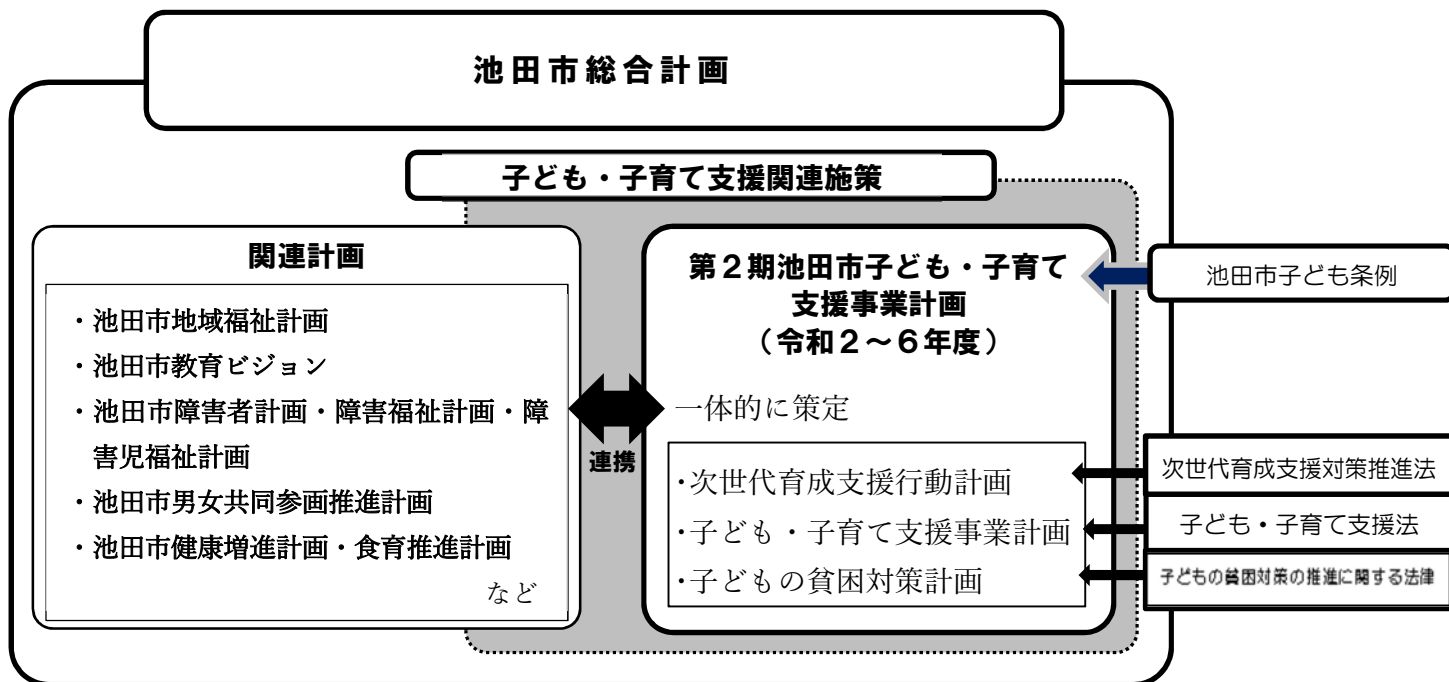 池田市総合計画
子ども・子育て支援関連施策
関連計画
・池田市地域福祉計画
・池田市教育ビジョン
・池田市障害者計画・障害福祉計画・障
害児福祉計画
・池田市男女共同参画推進計画
・池田市健康増進計画・食育推進計画
など
連携
第２期池田市子ども・子育て
支援事業計画
（令和２～６年度）
一体的に策定
・次世代育成支援行動計画
・子ども・子育て支援事業計画
・子どもの貧困対策計画
池田市子ども条例
次世代育成支援対策推進法
子ども・子育て支援法
子どもの貧困対策の推進に関する法律